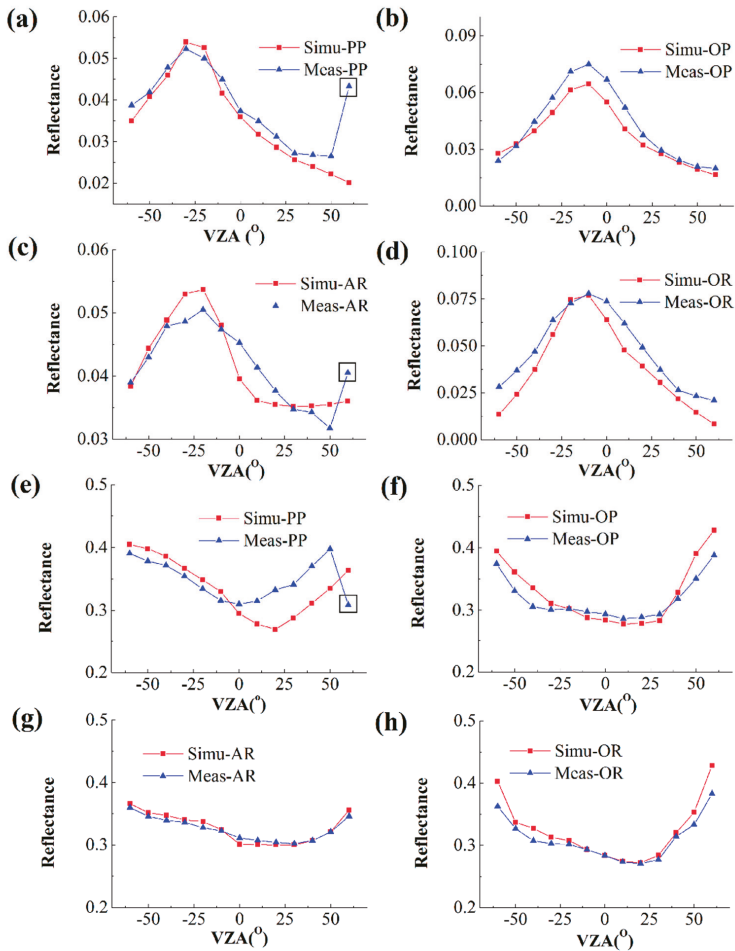 (a)
0.06
0.05
0.04
0.03
0.02
Reflectance
Simu-PP
Mcas-PP
-50 -25 0 25 50
VZA(°)
(b)
0.09
0.06
0.03
0.00
Reflectance
Simu-OP
Mcas-OP
-50 -25 0 25 50
VZA(°)
(c)
0.06
0.05
0.04
0.03
Reflectance
Simu-AR
Meas-AR
-50 -25 0 25 50
VZA(°)
(d)
0.100
0.075
0.050
0.025
0.000
Reflectance
Simu-OR
Meas-OR
-50 -25 0 25 50
VZA(°)
(e)
0.5
0.4
0.3
0.2
Reflectance
Simu-PP
Meas-PP
-50 -25 0 25 50
VZA(°)
(f)
0.5
0.4
0.3
0.2
Reflectance
Simu-OP
Meas-OP
-50 -25 0 25 50
VZA(°)
(g)
0.5
0.4
0.3
0.2
Reflectance
Simu-AR
Meas-AR
-50 -25 0 25 50
VZA(°)
(h)
0.5
0.4
0.3
0.2
Reflectance
Simu-OR
Mcas-OR
-50 -25 0 25 50
VZA(°)